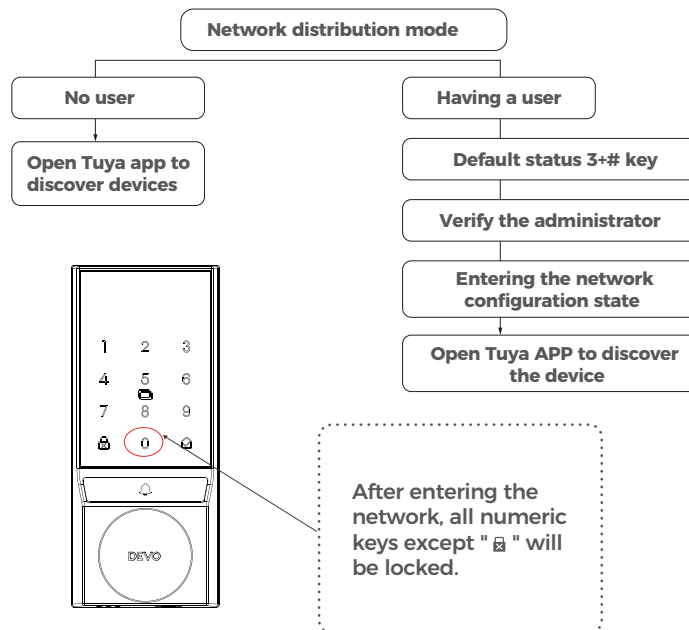 Network distribution mode
No user
Having a user
Open Tuya app to
discover devices
Default status 3+# key
Verify the administrator
Entering the network
configuration state
Open Tuya APP to discover
the device
1 2 3
4 5 6
7 8 9
0
DEVO
After entering the
network, all numeric
keys except " " will
be locked.